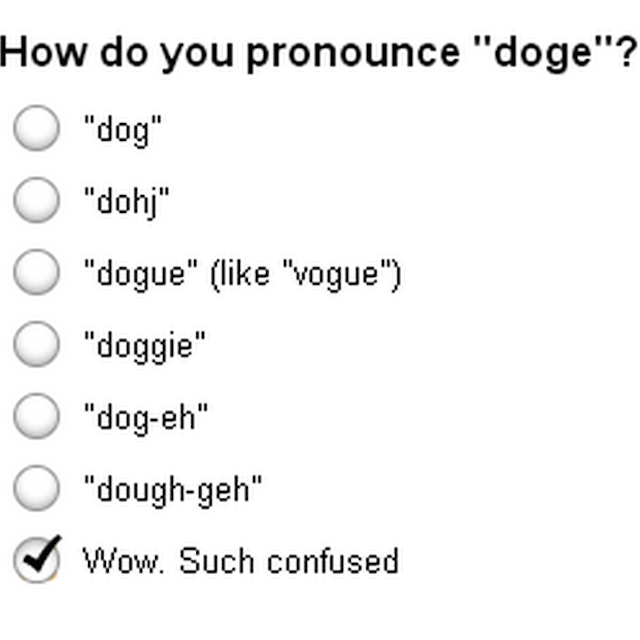 How do you pronounce "doge"?
"dog"
"dohj"
"dogue" (like "vogue")
"doggie"
"dog-eh"
"dough-geh"
Wow. Such confused